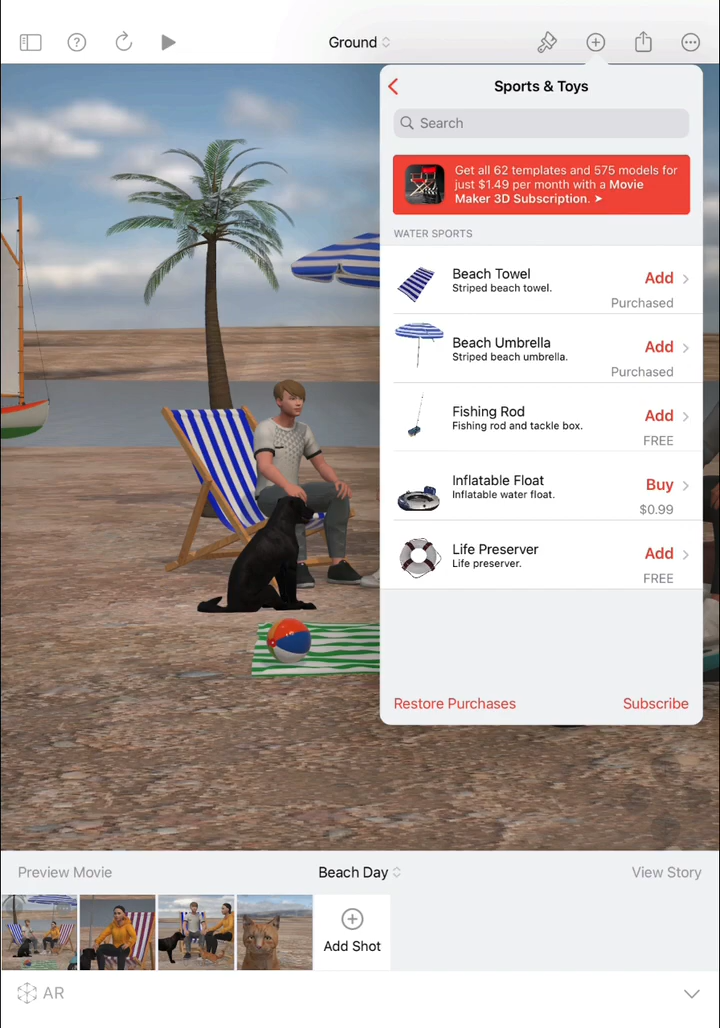 Ground
Sports & Toys
Search
Get all 62 templates and 575 models for
just $1.49 per month with a Movie
Maker 3D Subscription. ➤
WATER SPORTS
Beach Towel
Striped beach towel.
Add
Purchased
Beach Umbrella
Striped beach umbrella.
Add
Purchased
Fishing Rod
Fishing rod and tackle box.
Add
FREE
Inflatable Float
Inflatable water float.
Buy
$0.99
Life Preserver
Life preserver.
Add
FREE
Restore Purchases
Subscribe
Preview Movie
Beach Day
View Story
Add Shot
AR